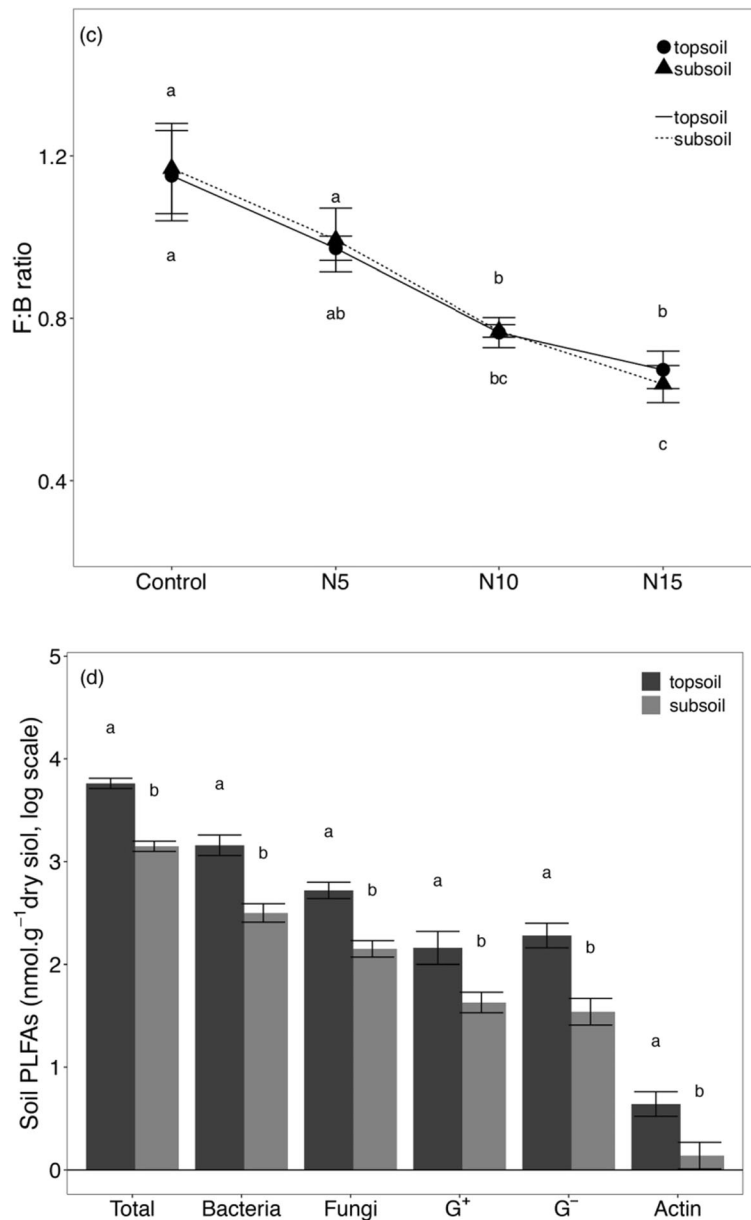 (c)
topsoil
subsoil
topsoil
subsoil
F:B ratio
1.2
0.8
0.4
a
a
a
ab
b
bc
b
c
Control N5 N10 N15
(d)
topsoil
subsoil
Soil PLFAs (nmol.g⁻¹dry siol, log scale)
5
4
3
2
1
0
a
b
a
b
a
b
a
b
a
b
a
b
Total Bacteria Fungi G⁺ G⁻ Actin